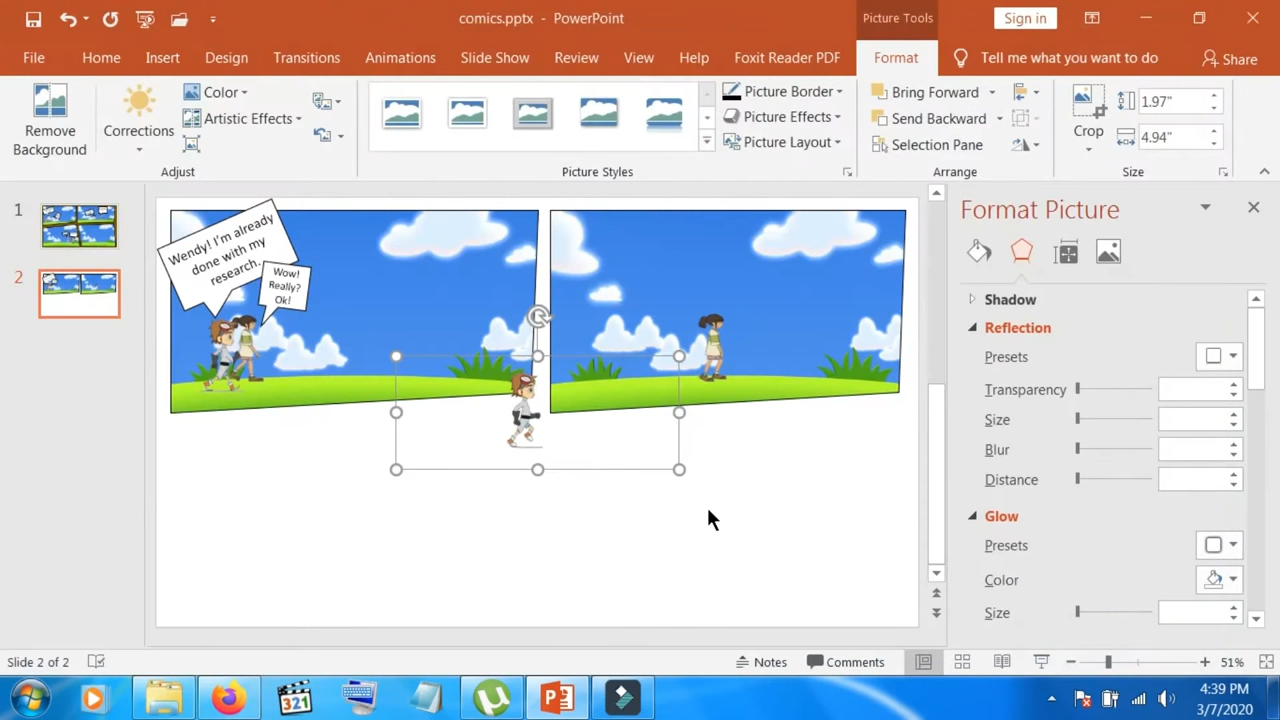 comics.pptx - PowerPoint
Picture Tools
Sign in
File
Home
Insert
Design
Transitions
Animations
Slide Show
Review
View
Help
Foxit Reader PDF
Format
Tell me what you want to do
Share
Remove
Background
Corrections
Color
Artistic Effects
Adjust
Picture Border
Picture Effects
Picture Layout
Picture Styles
Bring Forward
Send Backward
Selection Pane
Arrange
Crop
1.97"
4.94"
Size
1
2
Wendy! I'm already
done with my
research.
Wow!
Really?
Ok!
Format Picture
Shadow
Reflection
Presets
Transparency
Size
Blur
Distance
Glow
Presets
Color
Size
Slide 2 of 2
Notes
Comments
51%
321
4:39 PM
3/7/2020